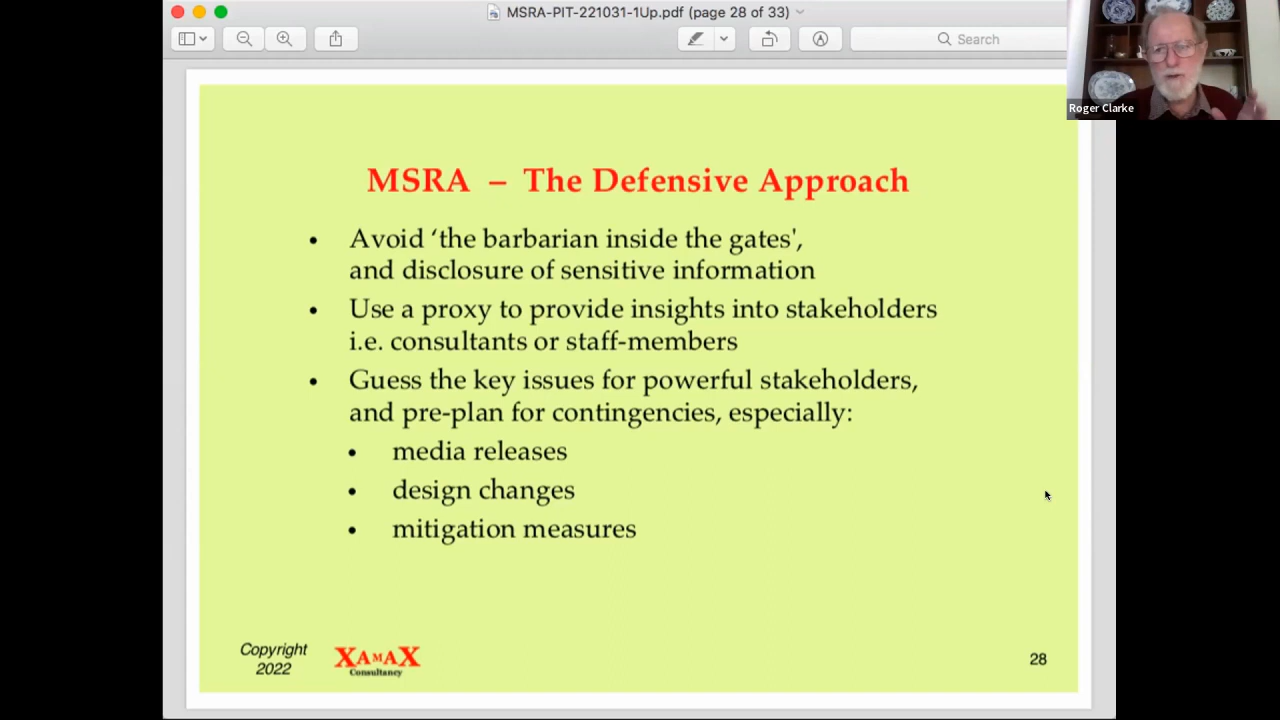 MSRA-PIT-221031-1Up.pdf (page 28 of 33)
Search
Roger Clarke
MSRA – The Defensive Approach
• Avoid ‘the barbarian inside the gates',
and disclosure of sensitive information
• Use a proxy to provide insights into stakeholders
i.e. consultants or staff-members
• Guess the key issues for powerful stakeholders,
and pre-plan for contingencies, especially:
• media releases
• design changes
• mitigation measures
Copyright
2022
XAMAX
Consultancy
28